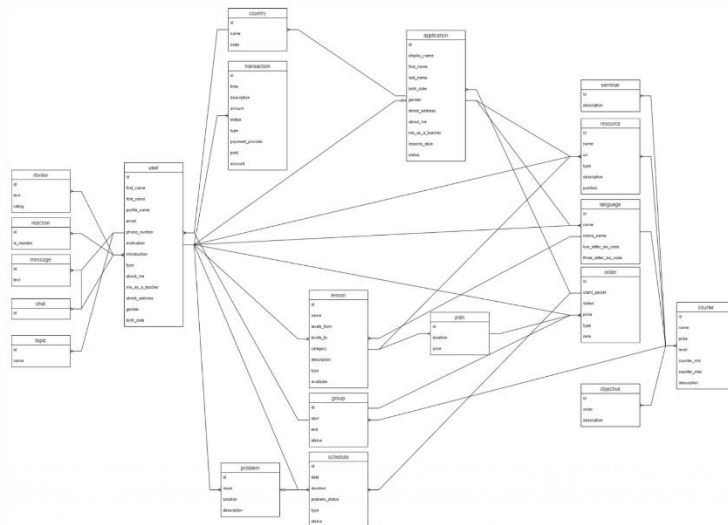 country
id
name
code
transaction
id
time
description
amount
status
type
payment_provider
paid
account
application
id
display_name
first_name
last_name
birth_date
gender
street_address
about_me
me_as_a_teacher
lessons_style
status
seminar
id
description
resource
id
name
url
type
description
position
review
id
text
rating
reaction
id
is_reacted
message
id
text
chat
id
topic
id
name
user
id
first_name
first_name
profile_name
email
phone_number
motivation
introduction
type
about_me
me_as_a_teacher
street_address
gender
birth_date
language
id
name
native_name
two_letter_iso_code
three_letter_iso_code
order
id
client_secret
status
price
type
date
lesson
id
name
levels_from
levels_to
category
description
type
available
plan
id
duration
price
course
id
name
price
level
counter_min
counter_max
description
group
id
start
end
status
objective
id
order
description
problem
id
issue
solution
description
schedule
id
date
duration
problem_status
type
status